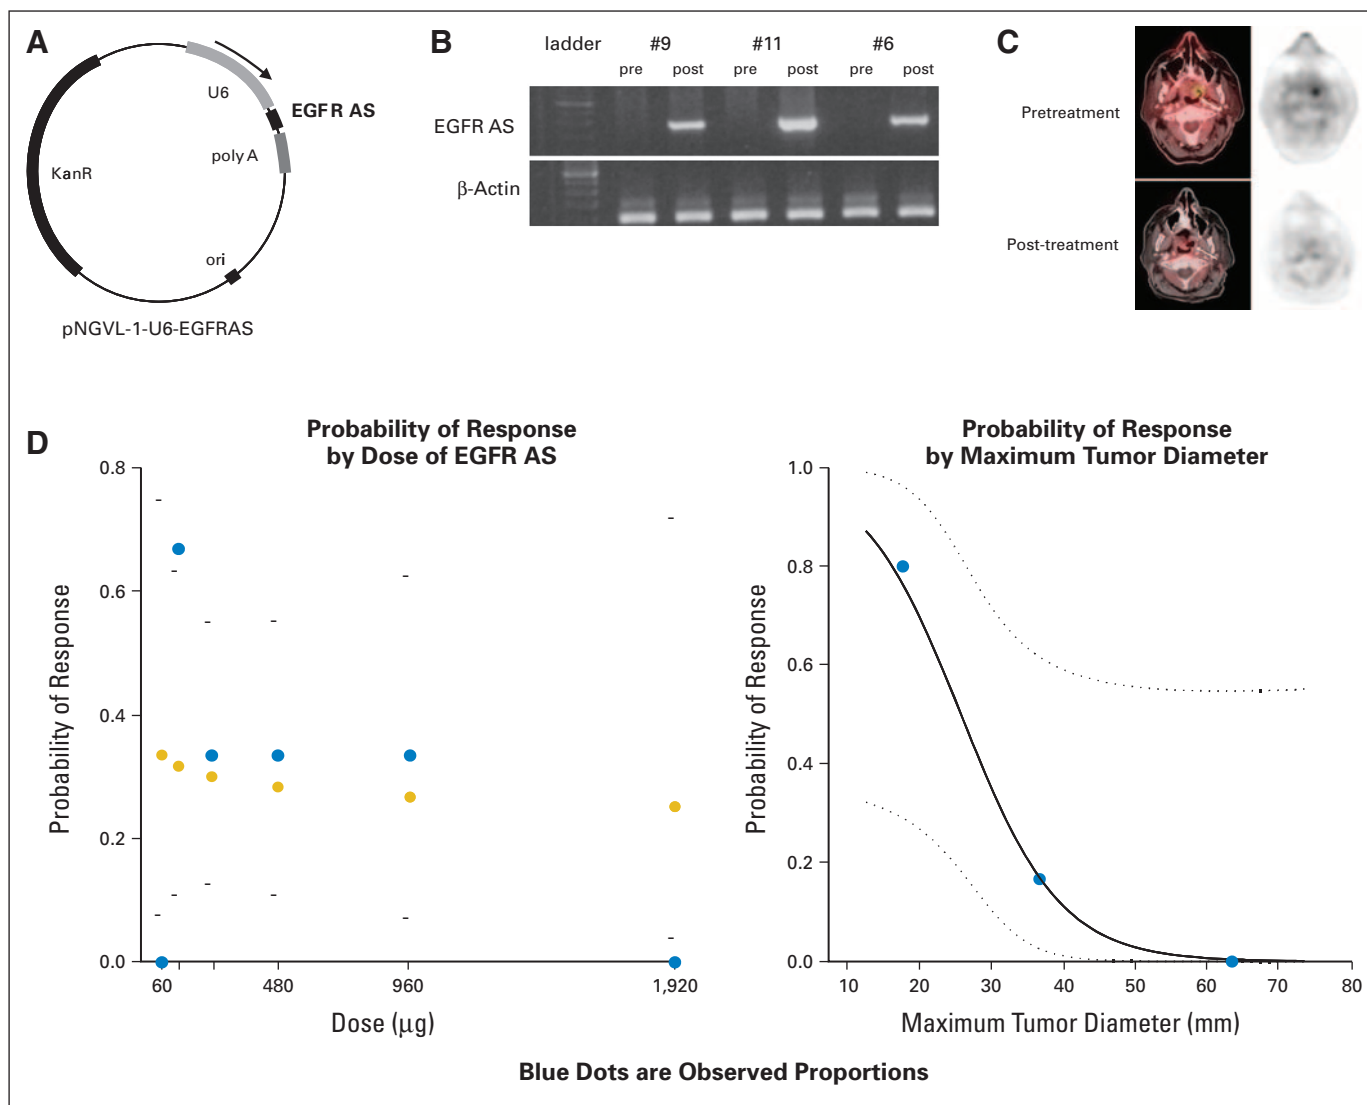 A
U6
EGFR AS
poly A
KanR
ori
pNGVL-1-U6-EGFRAS
B
ladder #9 #11 #6
pre post pre post pre post
EGFR AS
β-Actin
C
Pretreatment
Post-treatment
D
Probability of Response
by Dose of EGFR AS
0.8
0.6
0.4
0.2
0.0
Probability of Response
60 480 960 1,920
Dose (μg)
Probability of Response
by Maximum Tumor Diameter
1.0
0.8
0.6
0.4
0.2
0.0
Probability of Response
10 20 30 40 50 60 70 80
Maximum Tumor Diameter (mm)
Blue Dots are Observed Proportions